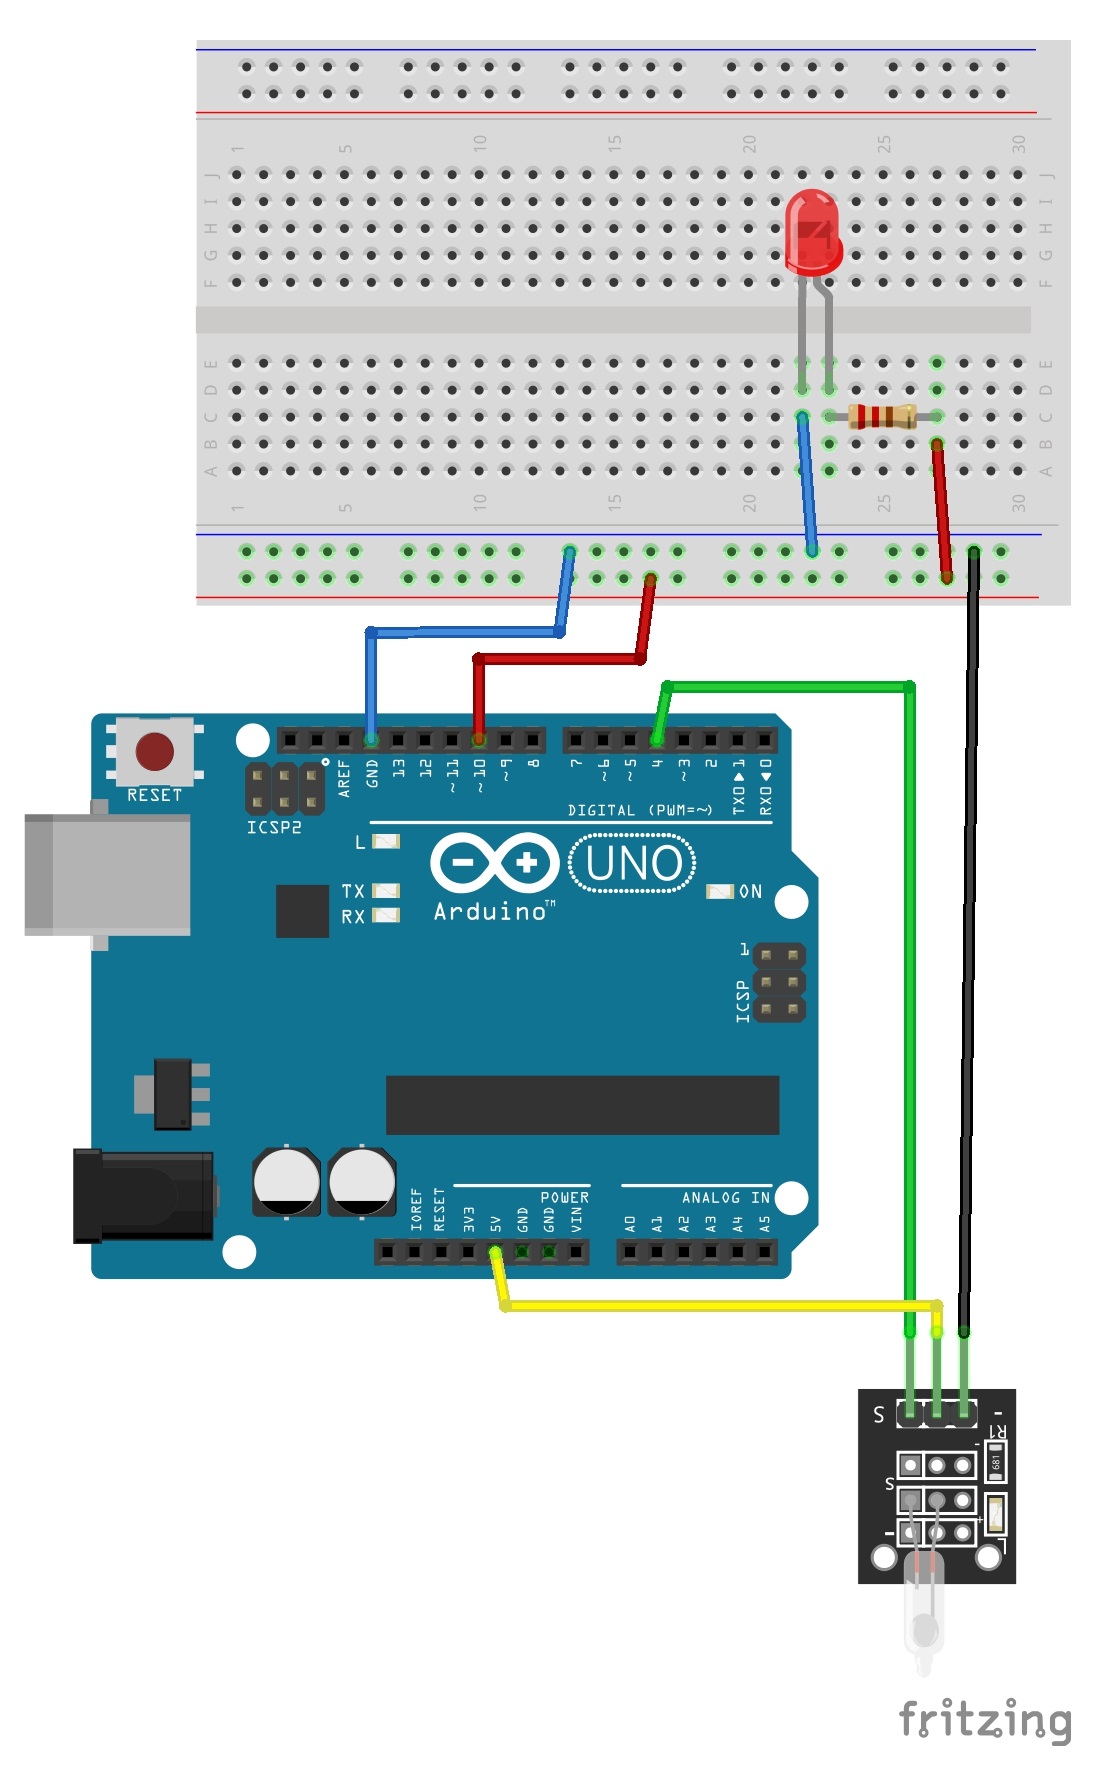 1 5 10 15 20 25 30
J J
I I
H H
G G
F F
E E
D D
C C
B B
A A
1 5 10 15 20 25 30
RESET
ICSP2
AREF
GND
13
12
~11
~10
~9
8
7
~6
~5
4
~3
2
TX0▶1
RX0◀0
DIGITAL (PWM=~)
L
TX
RX
UNO
Arduino™
ON
1
ICSP
POWER
ANALOG IN
IOREF
RESET
3V3
5V
GND
GND
VIN
A0
A1
A2
A3
A4
A5
S -
R1
-
681
S
+
-
L
fritzing